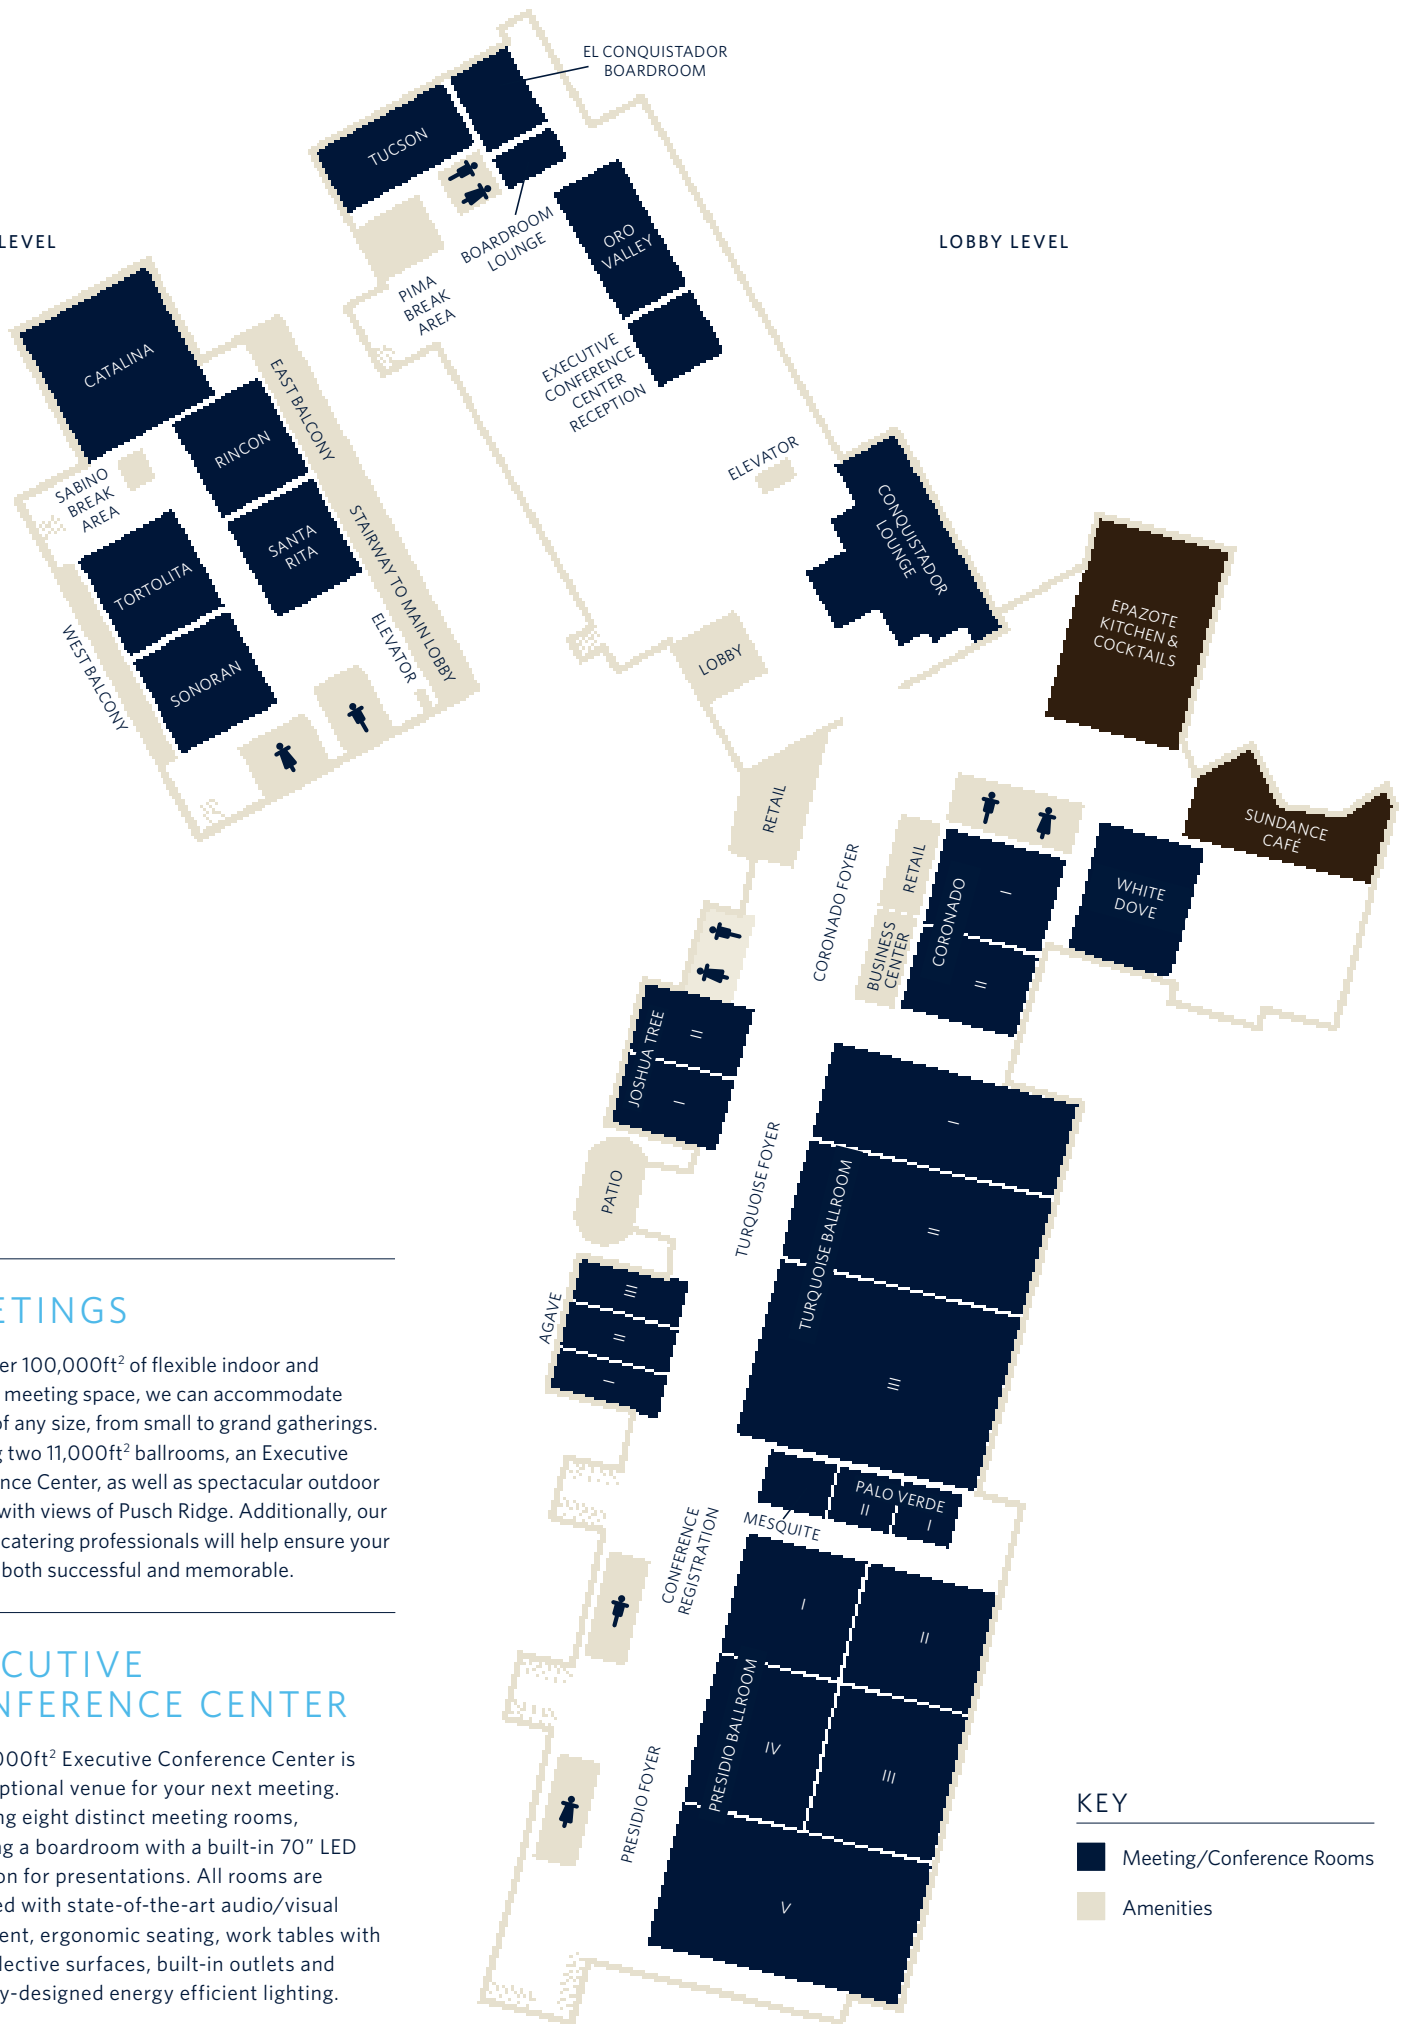 EL CONQUISTADOR
BOARDROOM
TUCSON
BOARDROOM
LOUNGE
ORO
VALLEY
PIMA
BREAK
AREA
EXECUTIVE
CONFERENCE
CENTER
RECEPTION
LEVEL
LOBBY LEVEL
CATALINA
EAST BALCONY
RINCON
SABINO
BREAK
AREA
SANTA
RITA
STAIRWAY TO MAIN LOBBY
TORTOLITA
ELEVATOR
WEST BALCONY
SONORAN
ELEVATOR
CONQUISTADOR
LOUNGE
LOBBY
EPAZOTE
KITCHEN &
COCKTAILS
RETAIL
SUNDANCE
CAFÉ
CORONADO FOYER
RETAIL
BUSINESS
CENTER
CORONADO
I
II
WHITE
DOVE
JOSHUA TREE
II
I
PATIO
TURQUOISE FOYER
TURQUOISE BALLROOM
I
II
III
AGAVE
III
II
I
PALO VERDE
II
I
MESQUITE
CONFERENCE
REGISTRATION
PRESIDIO BALLROOM
I
II
IV
III
V
PRESIDIO FOYER
ETINGS
er 100,000ft² of flexible indoor and
meeting space, we can accommodate
of any size, from small to grand gatherings.
g two 11,000ft² ballrooms, an Executive
nce Center, as well as spectacular outdoor
with views of Pusch Ridge. Additionally, our
catering professionals will help ensure your
both successful and memorable.
CUTIVE
NFERENCE CENTER
000ft² Executive Conference Center is
ptional venue for your next meeting.
ng eight distinct meeting rooms,
ng a boardroom with a built-in 70” LED
on for presentations. All rooms are
ed with state-of-the-art audio/visual
ent, ergonomic seating, work tables with
lective surfaces, built-in outlets and
y-designed energy efficient lighting.
KEY
Meeting/Conference Rooms
Amenities